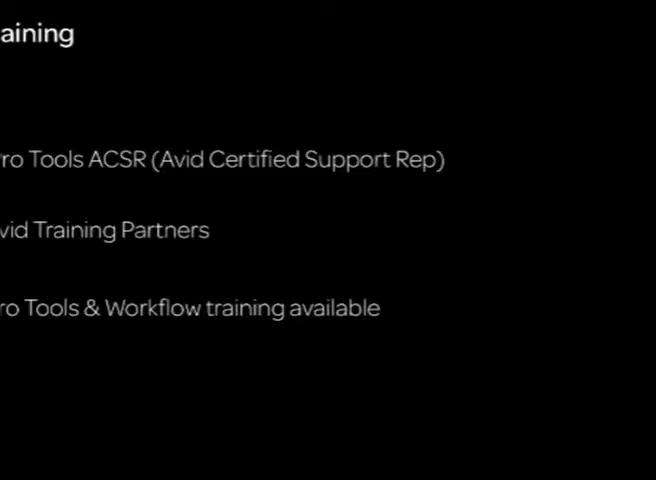 aining
ro Tools ACSR (Avid Certified Support Rep)
vid Training Partners
ro Tools & Workflow training available